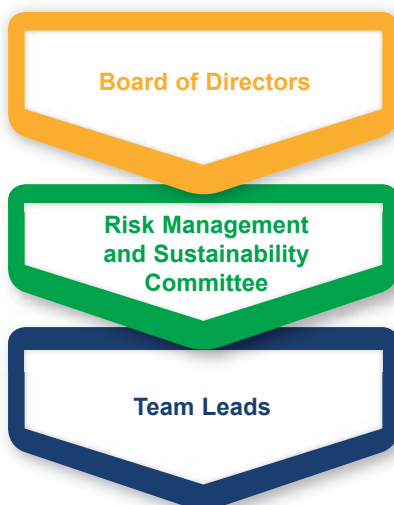 Board of Directors
Risk Management
and Sustainability
Committee
Team Leads